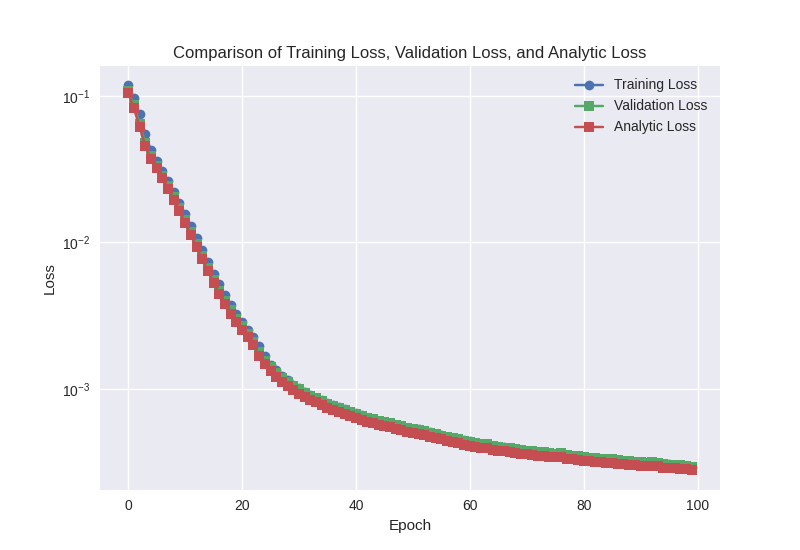 Comparison of Training Loss, Validation Loss, and Analytic Loss
Training Loss
Validation Loss
Analytic Loss
10⁻¹
10⁻²
10⁻³
Loss
0 20 40 60 80 100
Epoch